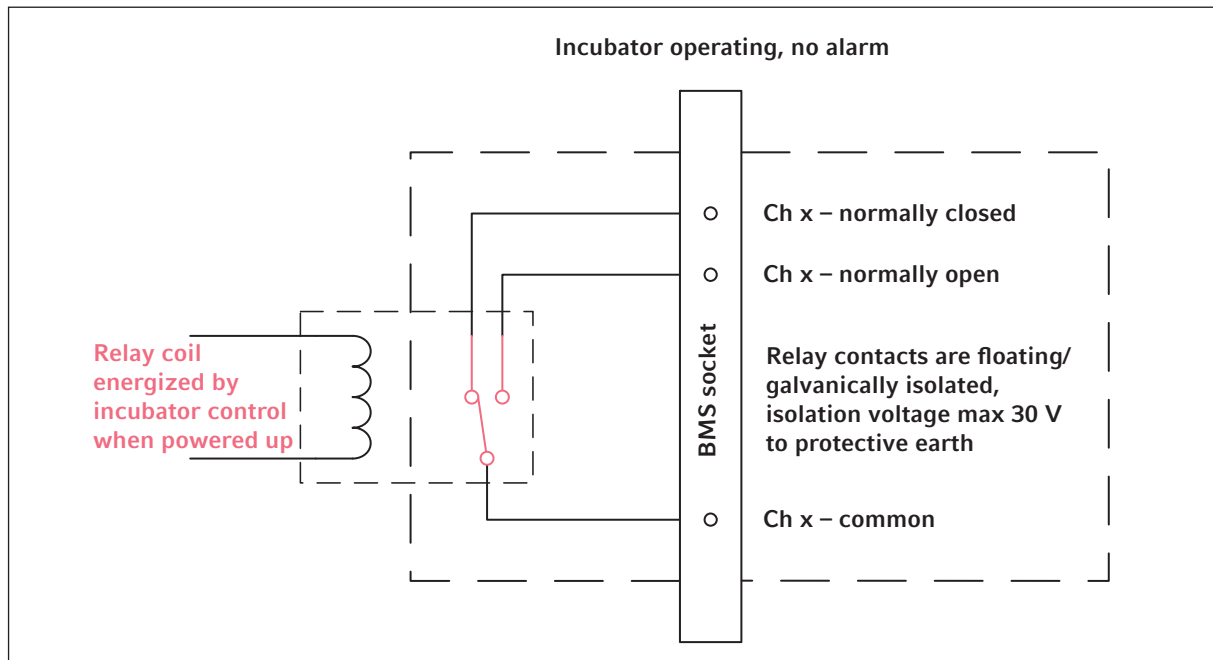 Incubator operating, no alarm
Ch x – normally closed
Ch x – normally open
Relay coil
energized by
incubator control
when powered up
BMS socket
Relay contacts are floating/
galvanically isolated,
isolation voltage max 30 V
to protective earth
Ch x – common